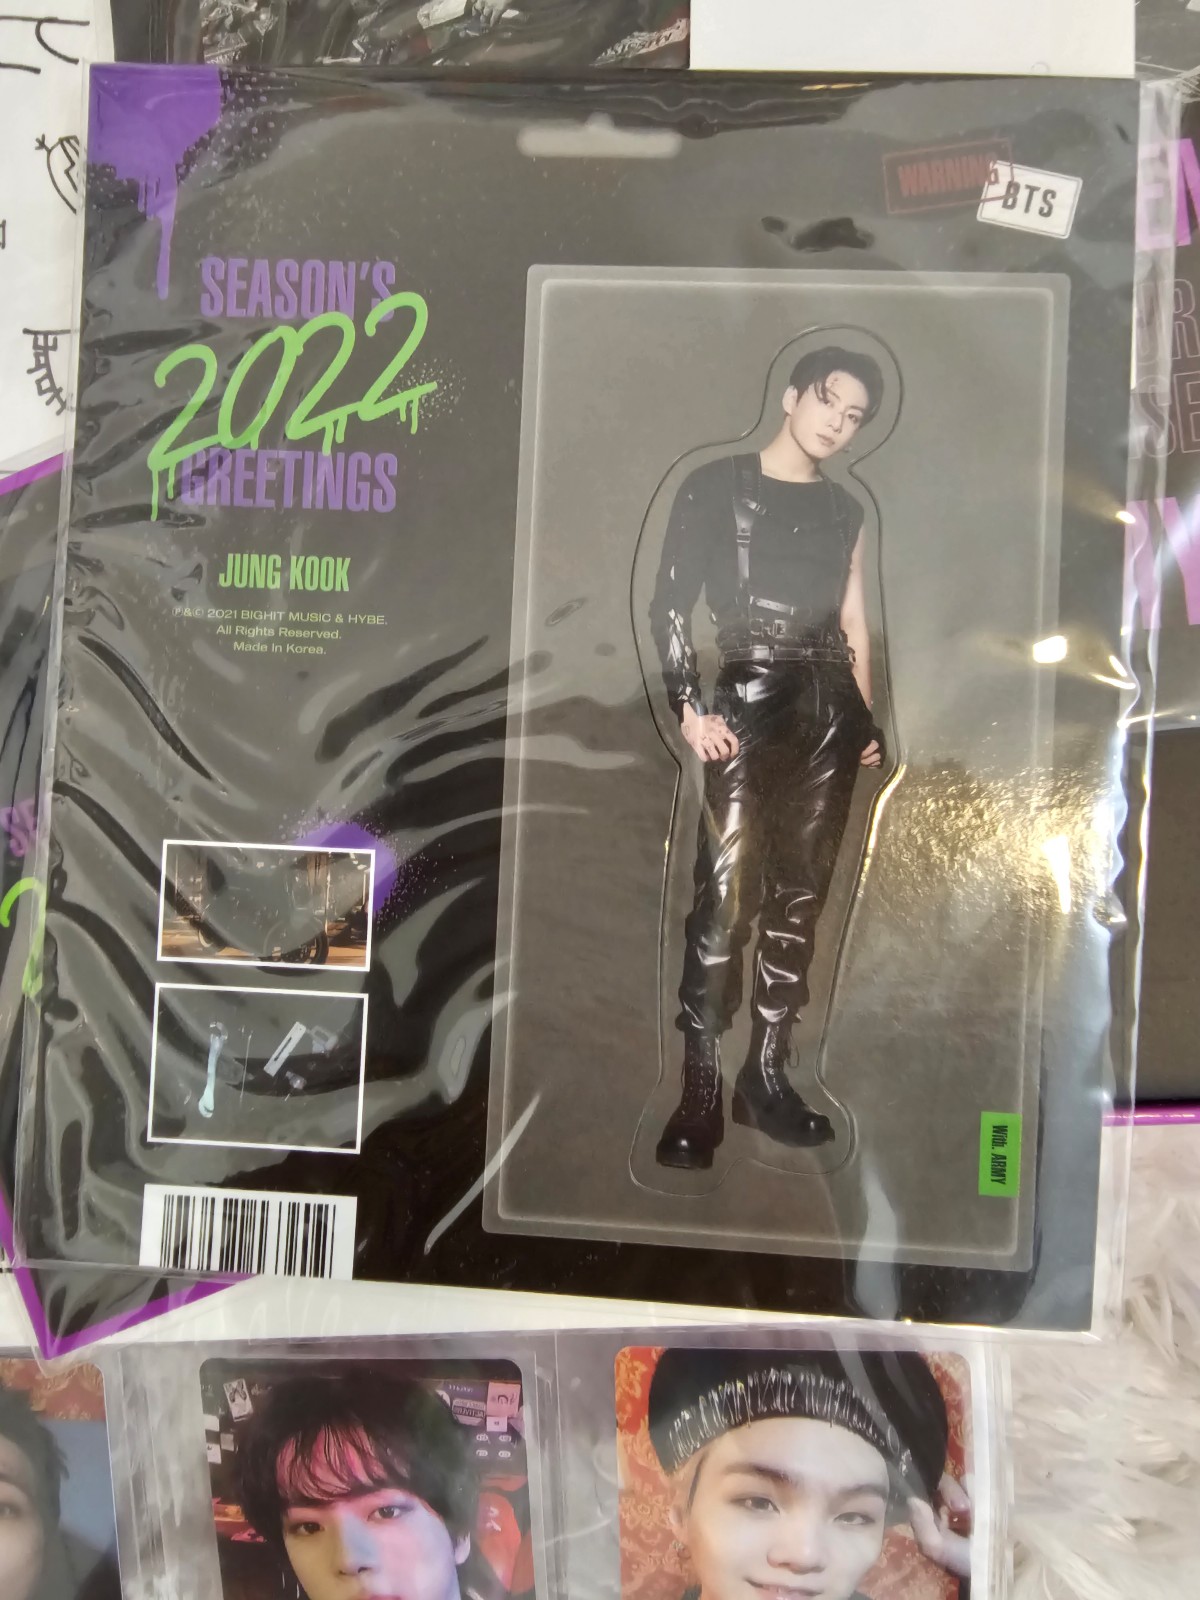 WARNING
BTS
SEASON'S
2022
GREETINGS
JUNG KOOK
℗&© 2021 BIGHIT MUSIC & HYBE.
All Rights Reserved.
Made In Korea.
With. ARMY
HOPE